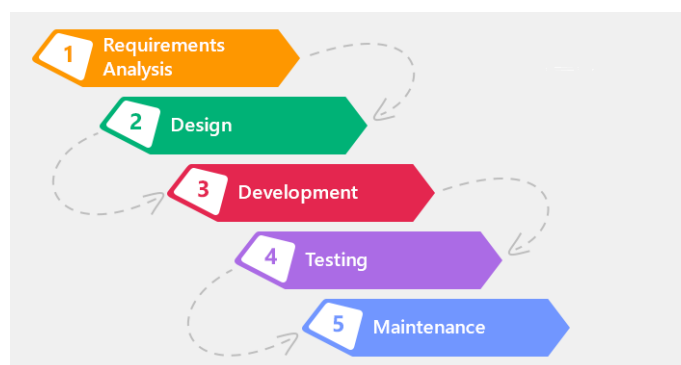 1
Requirements
Analysis
2
Design
3
Development
4
Testing
5
Maintenance